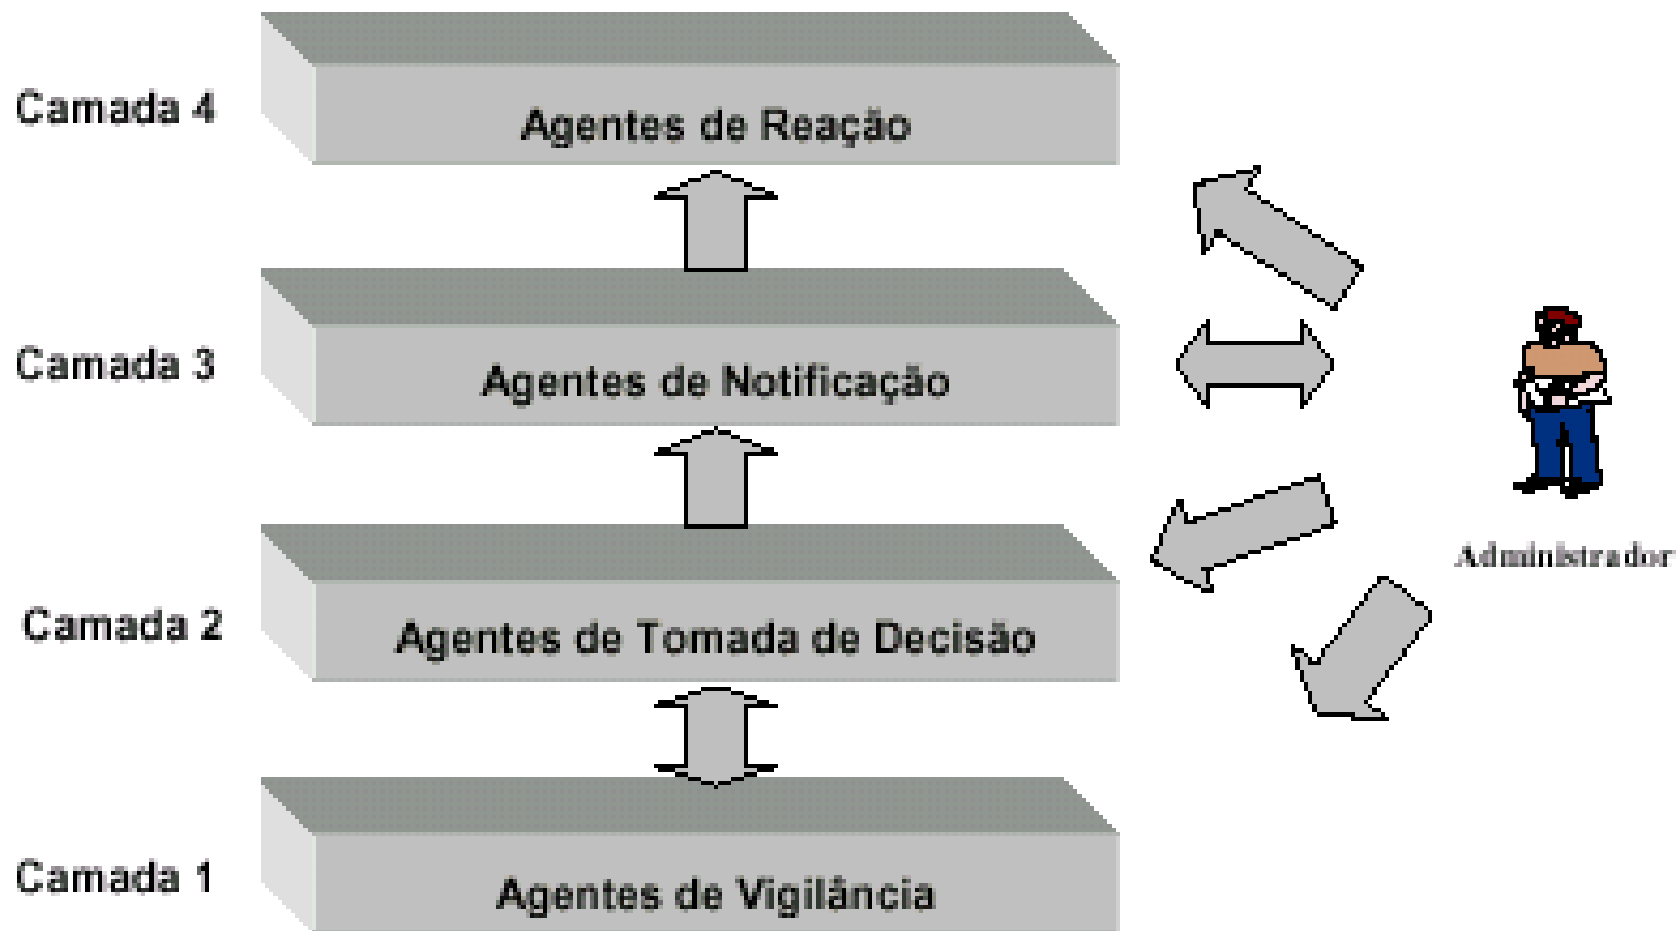 Camada 4
Agentes de Reação
Camada 3
Agentes de Notificação
Administrador
Camada 2
Agentes de Tomada de Decisão
Camada 1
Agentes de Vigilância